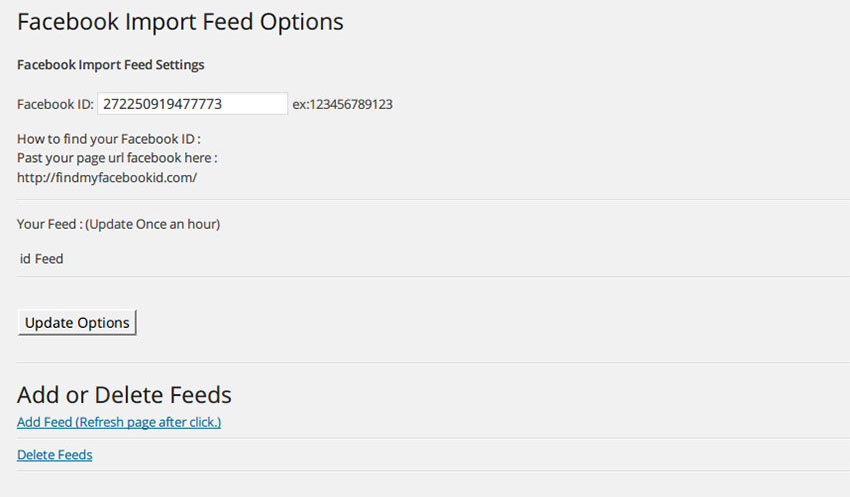 Facebook Import Feed Options
Facebook Import Feed Settings
Facebook ID: 272250919477773 ex:123456789123
How to find your Facebook ID :
Past your page url facebook here :
http://findmyfacebookid.com/
Your Feed : (Update Once an hour)
id Feed
Update Options
Add or Delete Feeds
Add Feed (Refresh page after click.)
Delete Feeds